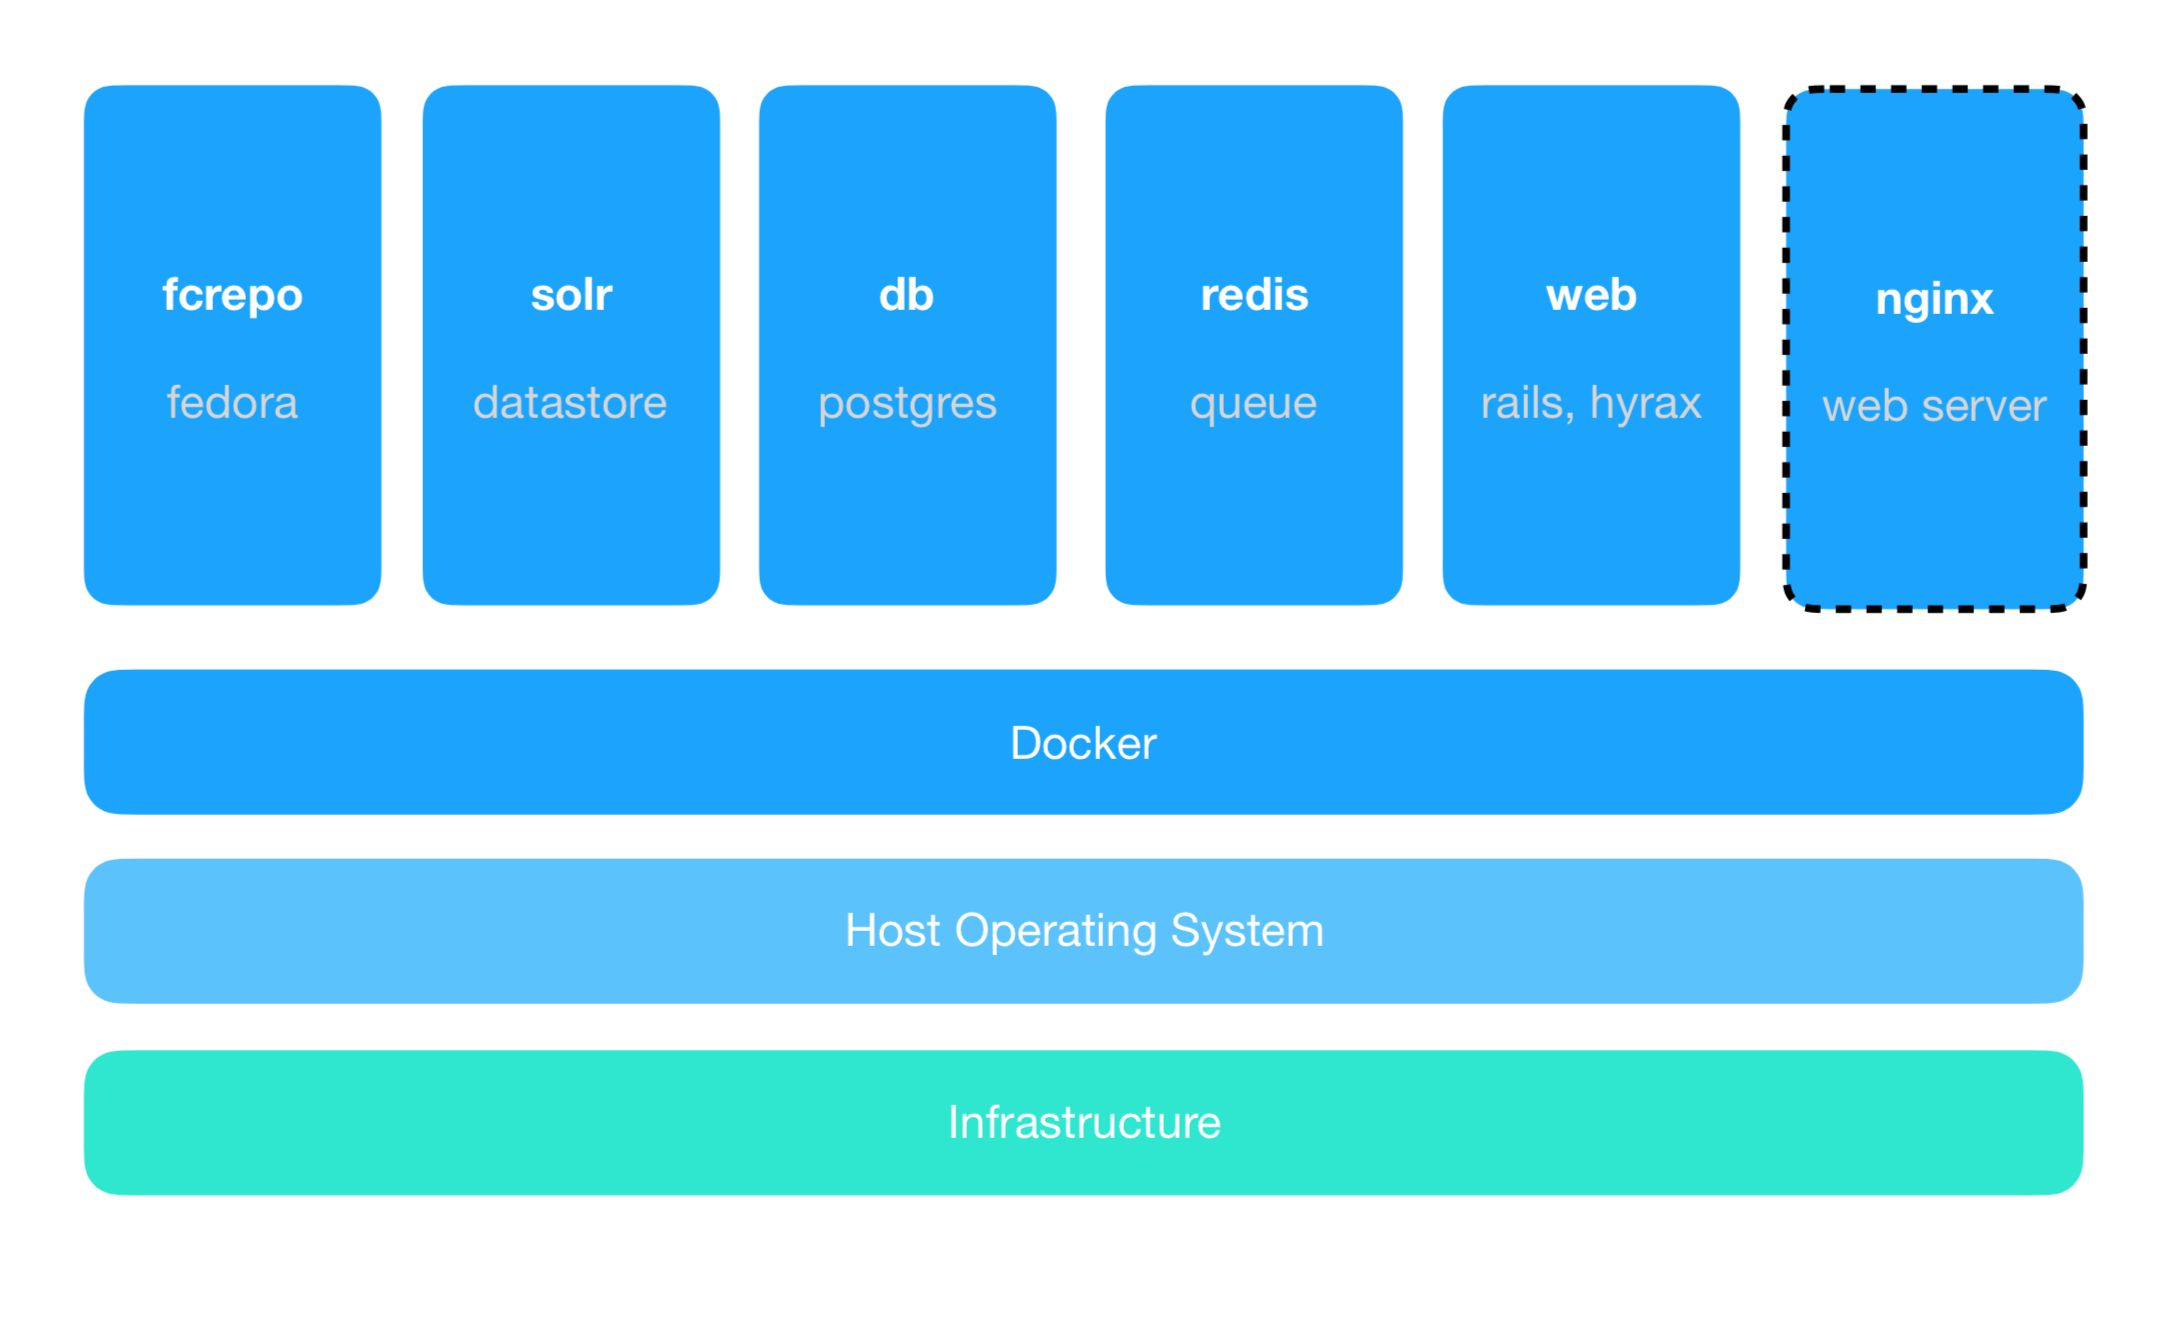 fcrepo
fedora
solr
datastore
db
postgres
redis
queue
web
rails, hyrax
nginx
web server
Docker
Host Operating System
Infrastructure